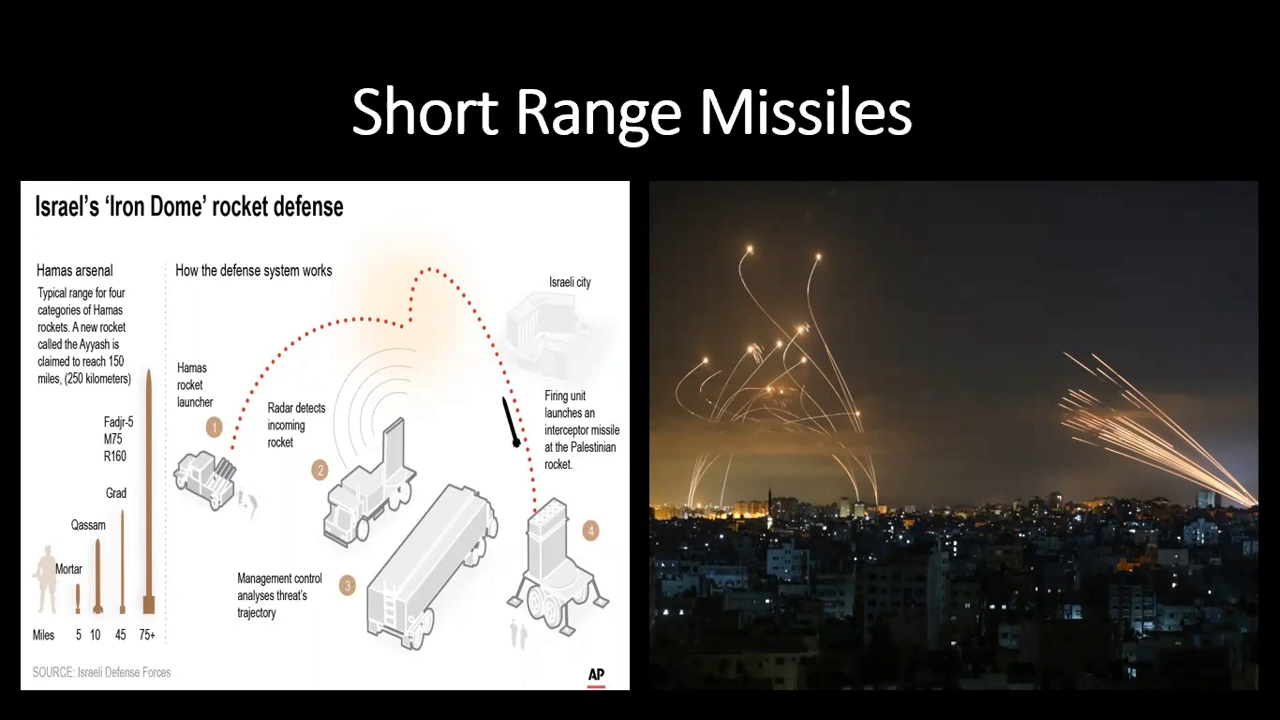 Short Range Missiles
Israel's 'Iron Dome' rocket defense
Hamas arsenal
Typical range for four
categories of Hamas
rockets. A new rocket
called the Ayyash is
claimed to reach 150
miles, (250 kilometers)
Fadjr-5
M75
R160
Grad
Qassam
Mortar
Miles 5 10 45 75+
SOURCE: Israeli Defense Forces
How the defense system works
Hamas
rocket
launcher
1
Radar detects
incoming
rocket
2
Management control
analyses threat's
trajectory
3
Israeli city
Firing unit
launches an
interceptor missile
at the Palestinian
rocket.
4
AP